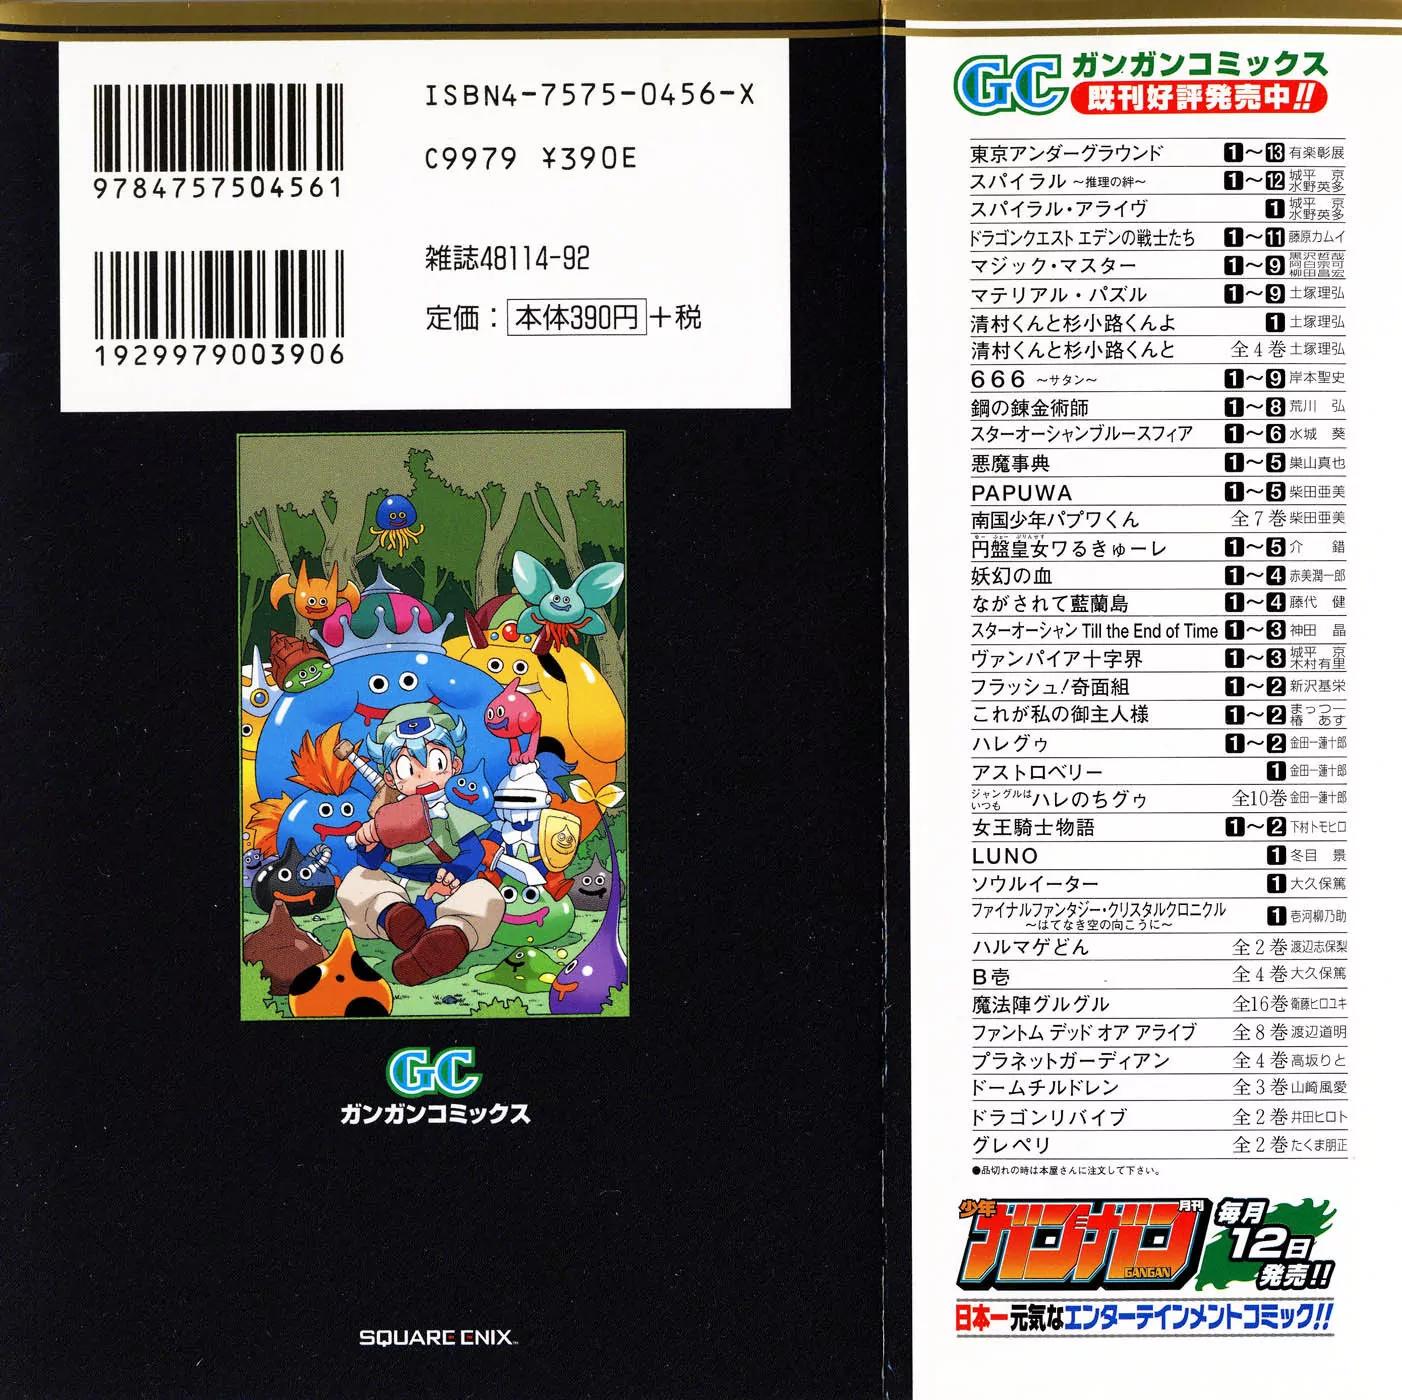 9784757504561
ISBN4-7575-0456-X
C9979 ¥390E
1929979003906
雑誌48114-92
定価：本体390円+税
GC
ガンガンコミックス
SQUARE ENIX
GC ガンガンコミックス
既刊好評発売中!!
東京アンダーグラウンド 1～13 有楽彰展
スパイラル ～推理の絆～ 1～12 城平 京 水野英多
スパイラル・アライヴ 1 城平 京 水野英多
ドラゴンクエスト エデンの戦士たち 1～11 藤原カムイ
マジック・マスター 1～9 黒沢哲哉 阿白宗可 柳田昌宏
マテリアル・パズル 1～9 土塚理弘
清村くんと杉小路くんよ 1 土塚理弘
清村くんと杉小路くんと 全4巻 土塚理弘
666 ～サタン～ 1～9 岸本聖史
鋼の錬金術師 1～8 荒川 弘
スターオーシャンブルースフィア 1～6 水城 葵
悪魔事典 1～5 巣山真也
PAPUWA 1～5 柴田亜美
南国少年パプワくん 全7巻 柴田亜美
円盤皇女ワるきゅーレ 1～5 介 錯
妖幻の血 1～4 赤美潤一郎
ながされて藍蘭島 1～4 藤代 健
スターオーシャン Till the End of Time 1～3 神田 晶
ヴァンパイア十字界 1～3 城平 京 木村有里
フラッシュ!奇面組 1～2 新沢基栄
これが私の御主人様 1～2 まっつー 椿 あす
ハレグゥ 1～2 金田一蓮十郎
アストロベリー 1 金田一蓮十郎
ジャングルはいつもハレのちグゥ 全10巻 金田一蓮十郎
女王騎士物語 1～2 下村トモヒロ
LUNO 1 冬目 景
ソウルイーター 1 大久保篤
ファイナルファンタジー・クリスタルクロニクル
～はてなき空の向こうに～ 1 壱河柳乃助
ハルマゲどん 全2巻 渡辺志保梨
B壱 全4巻 大久保篤
魔法陣グルグル 全16巻 衛藤ヒロユキ
ファントム デッド オア アライブ 全8巻 渡辺道明
プラネットガーディアン 全4巻 高坂りと
ドームチルドレン 全3巻 山崎風愛
ドラゴンリバイブ 全2巻 井田ヒロト
グレペリ 全2巻 たくま朋正
●品切れの時は本屋さんに注文して下さい。
月刊少年ガンガン GANGAN
毎月12日発売!!
日本一元気なエンターテインメントコミック!!